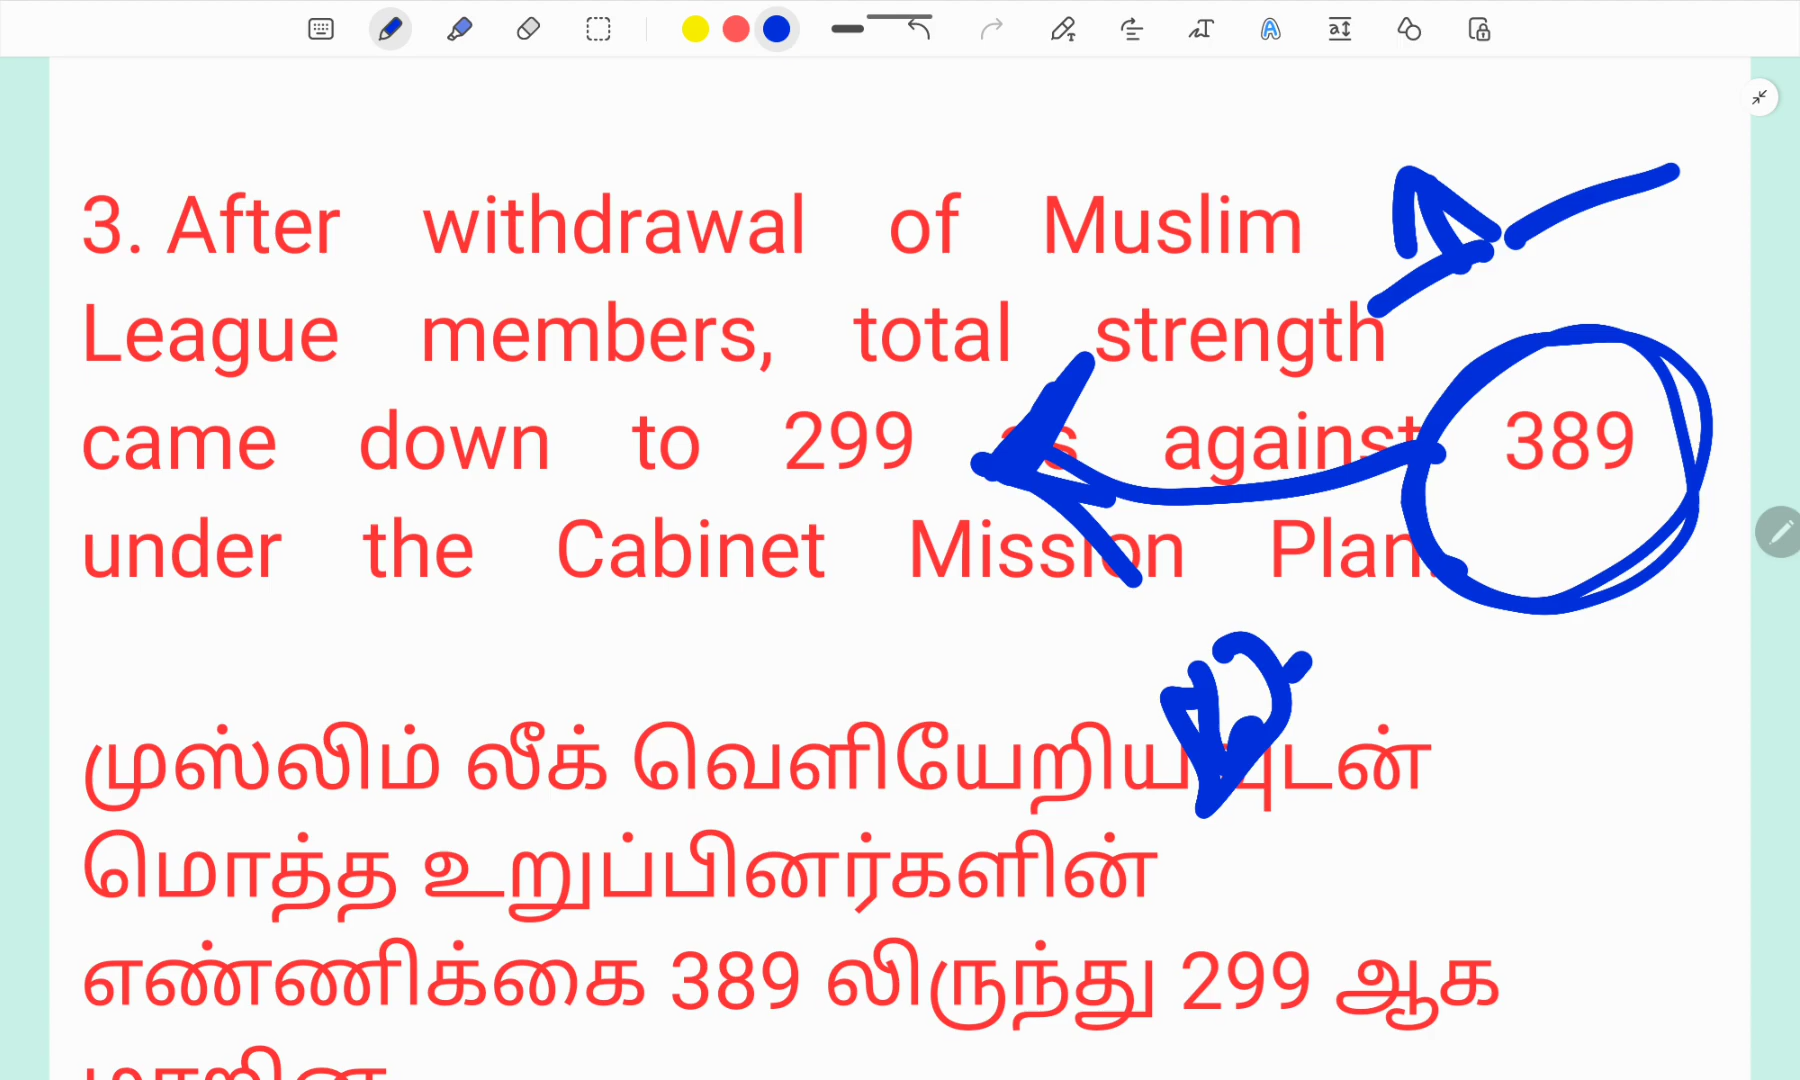 3. After withdrawal of Muslim
League members, total strength
came down to 299 as against 389
under the Cabinet Mission Plan.
முஸ்லிம் லீக் வெளியேறியவுடன்
மொத்த உறுப்பினர்களின்
எண்ணிக்கை 389 லிருந்து 299 ஆக